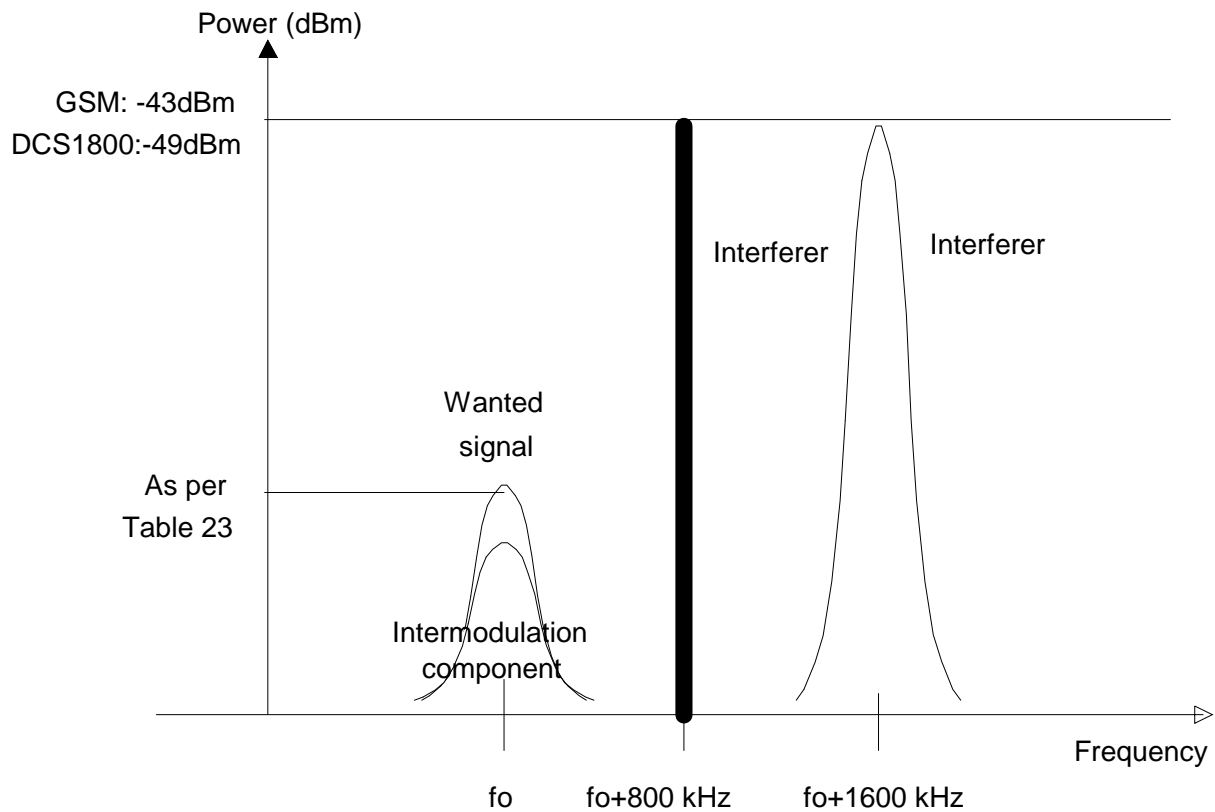 Power (dBm)
GSM: -43dBm
DCS1800:-49dBm
Interferer
Interferer
Wanted
signal
As per
Table 23
Intermodulation
component
Frequency
fo
fo+800 kHz
fo+1600 kHz